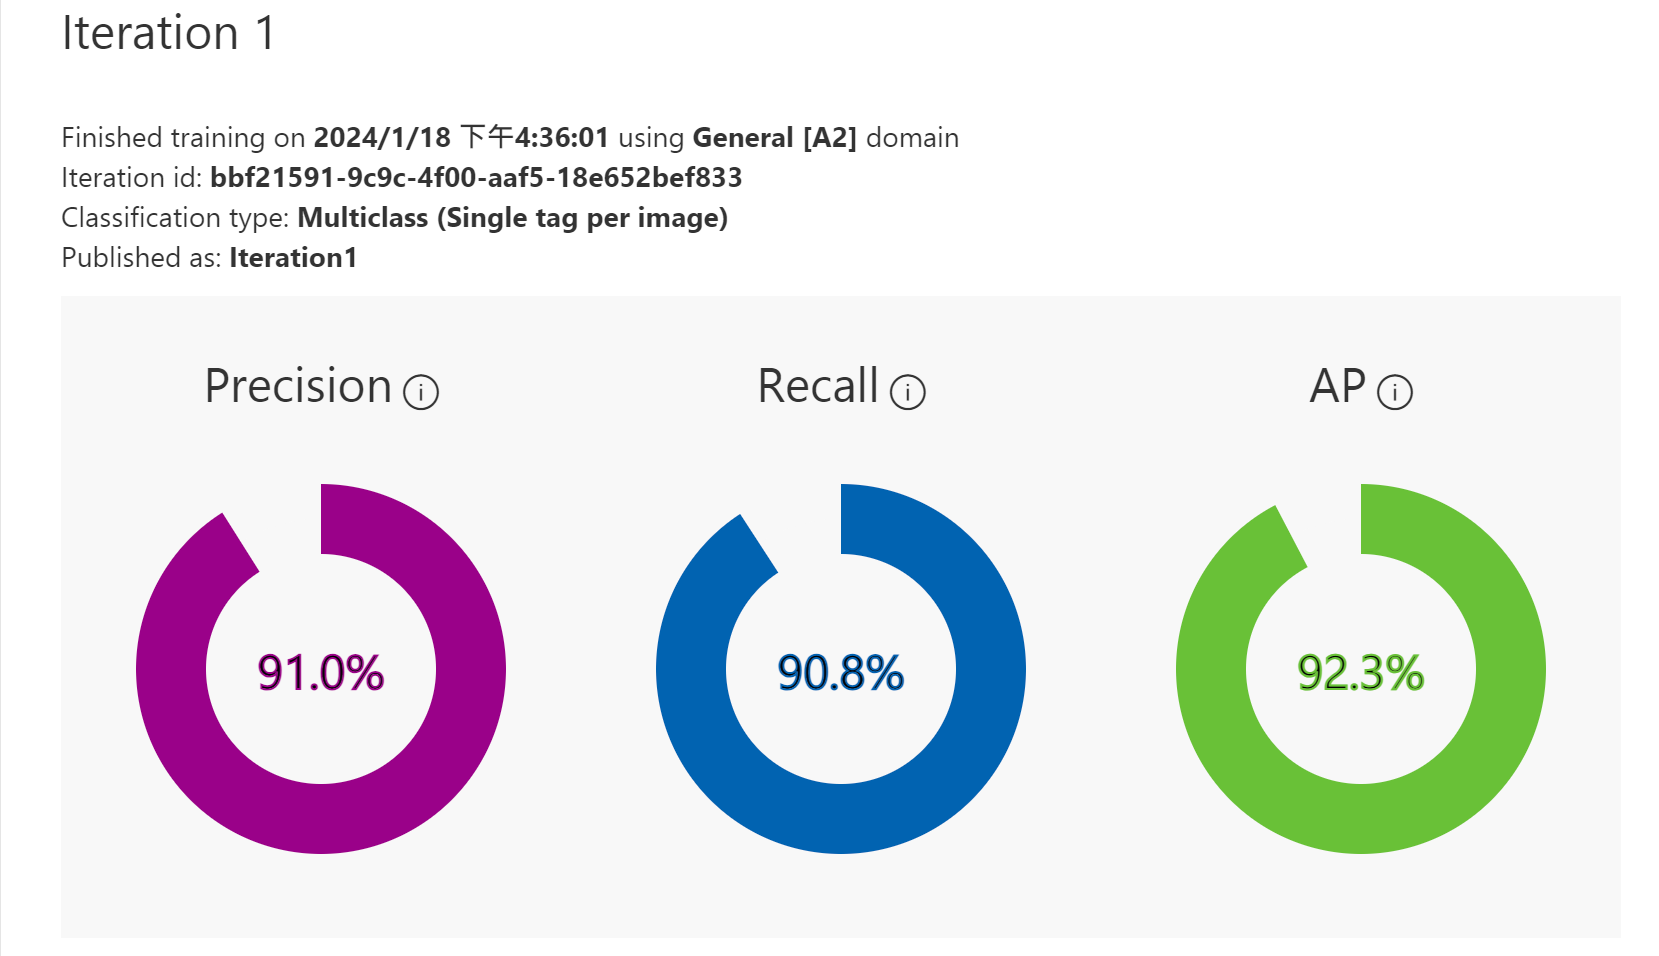 Iteration 1
Finished training on 2024/1/18 下午4:36:01 using General [A2] domain
Iteration id: bbf21591-9c9c-4f00-aaf5-18e652bef833
Classification type: Multiclass (Single tag per image)
Published as: Iteration1
Precision i
Recall i
AP i
91.0%
90.8%
92.3%